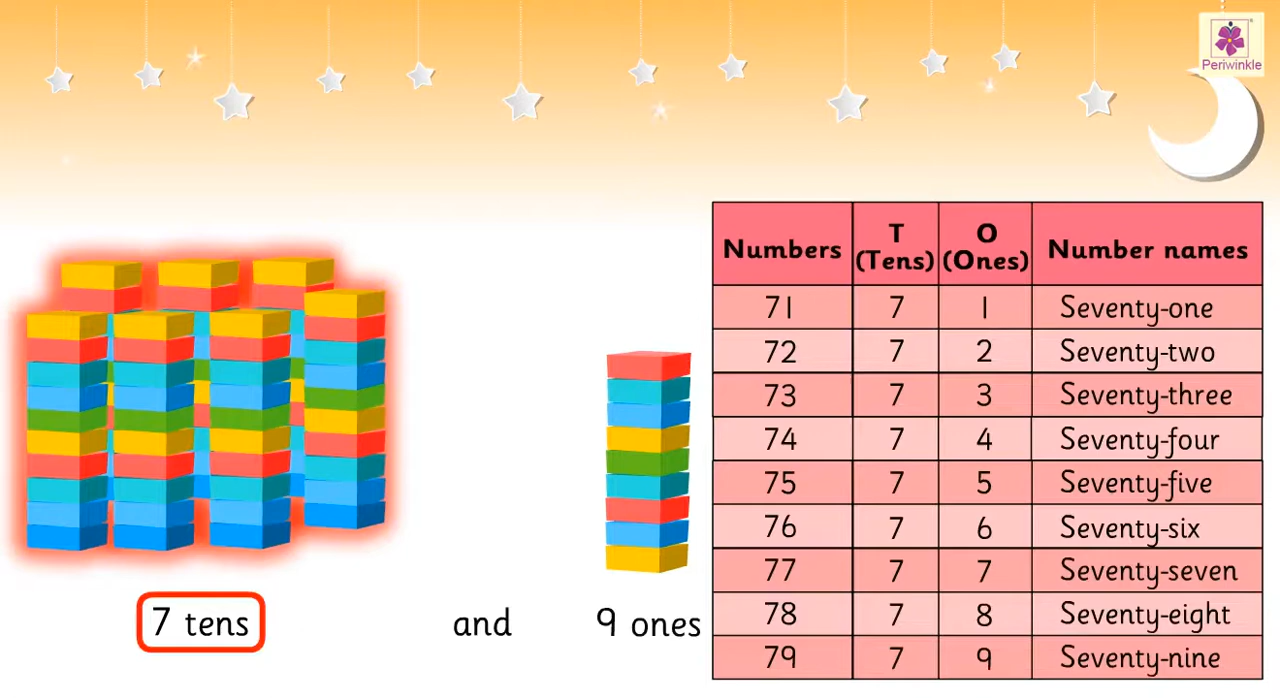 Periwinkle
Numbers T (Tens) O (Ones) Number names
71 7 1 Seventy-one
72 7 2 Seventy-two
73 7 3 Seventy-three
74 7 4 Seventy-four
75 7 5 Seventy-five
76 7 6 Seventy-six
77 7 7 Seventy-seven
78 7 8 Seventy-eight
79 7 9 Seventy-nine
7 tens and 9 ones